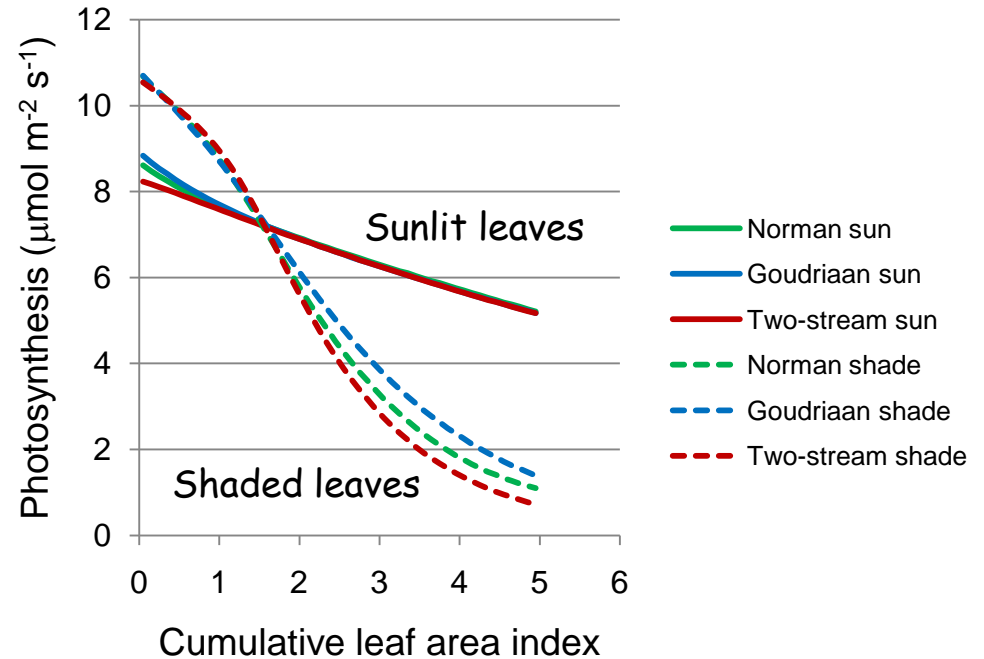 Photosynthesis (μmol m⁻² s⁻¹)
12
10
8
6
4
2
0
0 1 2 3 4 5 6
Cumulative leaf area index
Sunlit leaves
Shaded leaves
Norman sun
Goudriaan sun
Two-stream sun
Norman shade
Goudriaan shade
Two-stream shade